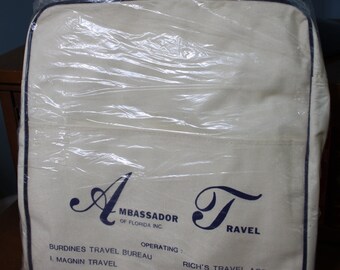 AMBASSADOR TRAVEL
OF FLORIDA INC.
OPERATING :
BURDINES TRAVEL BUREAU
I. MAGNIN TRAVEL RICH'S TRAVEL